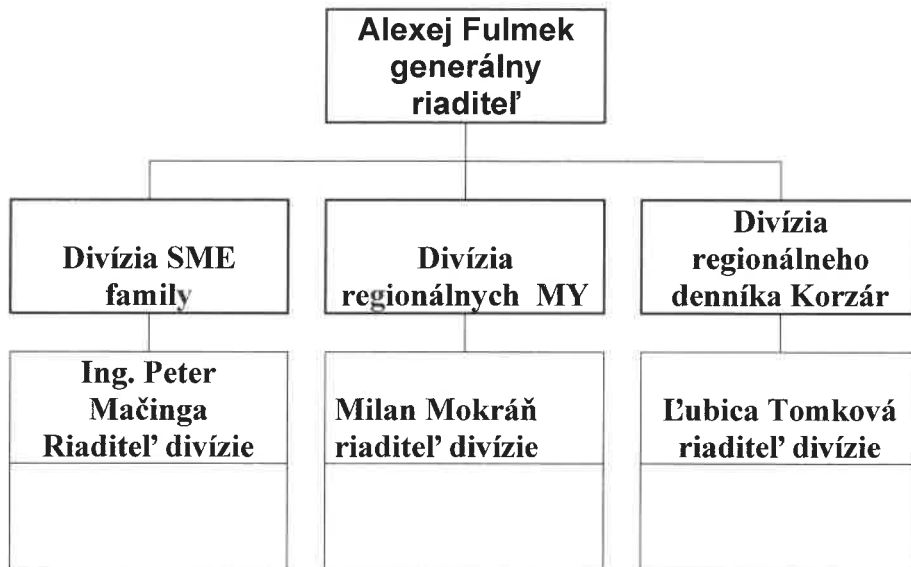 Alexej Fulmek
generálny
riaditeľ
Divízia SME
family
Divízia
regionálnych MY
Divízia
regionálneho
denníka Korzár
Ing. Peter
Mačinga
Riaditeľ divízie
Milan Mokráň
riaditeľ divízie
Ľubica Tomková
riaditeľ divízie